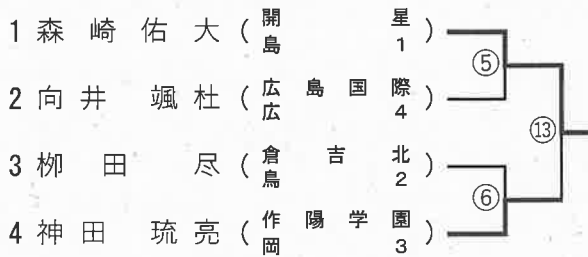 1 森崎佑大 (開星 島1)
⑤
2 向井颯杜 (広島国際 広4)
⑬
3 栁田尽 (倉吉北 鳥2)
⑥
4 神田琉亮 (作陽学園 岡3)